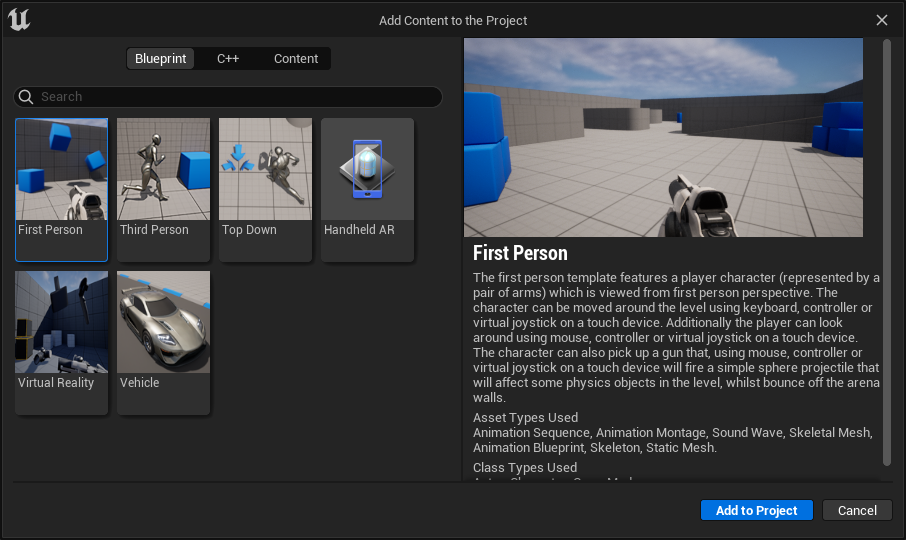 Add Content to the Project
Blueprint C++ Content
Search
First Person Third Person Top Down Handheld AR
Virtual Reality Vehicle
First Person
The first person template features a player character (represented by a
pair of arms) which is viewed from first person perspective. The
character can be moved around the level using keyboard, controller or
virtual joystick on a touch device. Additionally the player can look
around using mouse, controller or virtual joystick on a touch device.
The character can also pick up a gun that, using mouse, controller or
virtual joystick on a touch device will fire a simple sphere projectile that
will affect some physics objects in the level, whilst bounce off the arena
walls.
Asset Types Used
Animation Sequence, Animation Montage, Sound Wave, Skeletal Mesh,
Animation Blueprint, Skeleton, Static Mesh.
Class Types Used
Add to Project Cancel